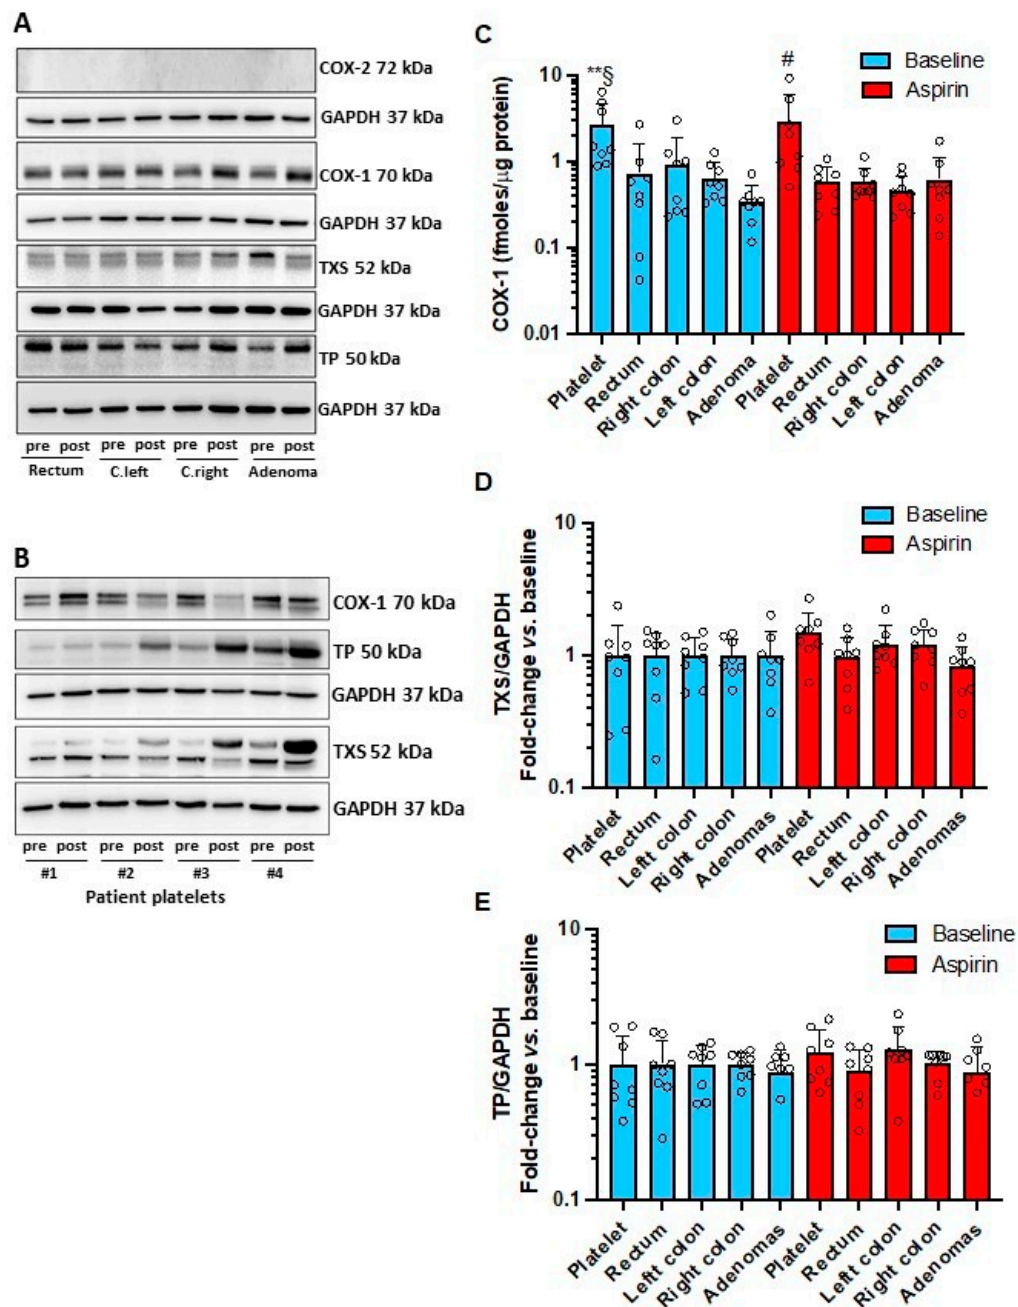 A
COX-2 72 kDa
GAPDH 37 kDa
COX-1 70 kDa
GAPDH 37 kDa
TXS 52 kDa
GAPDH 37 kDa
TP 50 kDa
GAPDH 37 kDa
pre post pre post pre post pre post
Rectum C.left C.right Adenoma
B
COX-1 70 kDa
TP 50 kDa
GAPDH 37 kDa
TXS 52 kDa
GAPDH 37 kDa
pre post pre post pre post pre post
#1 #2 #3 #4
Patient platelets
C
Baseline
Aspirin
COX-1 (fmoles/μg protein)
10
1
0.1
0.01
**§
#
Platelet
Rectum
Right colon
Left colon
Adenoma
Platelet
Rectum
Right colon
Left colon
Adenoma
D
Baseline
Aspirin
TXS/GAPDH
Fold-change vs. baseline
10
1
0.1
Platelet
Rectum
Left colon
Right colon
Adenomas
Platelet
Rectum
Left colon
Right colon
Adenomas
E
Baseline
Aspirin
TP/GAPDH
Fold-change vs. baseline
10
1
0.1
Platelet
Rectum
Left colon
Right colon
Adenomas
Platelet
Rectum
Left colon
Right colon
Adenomas